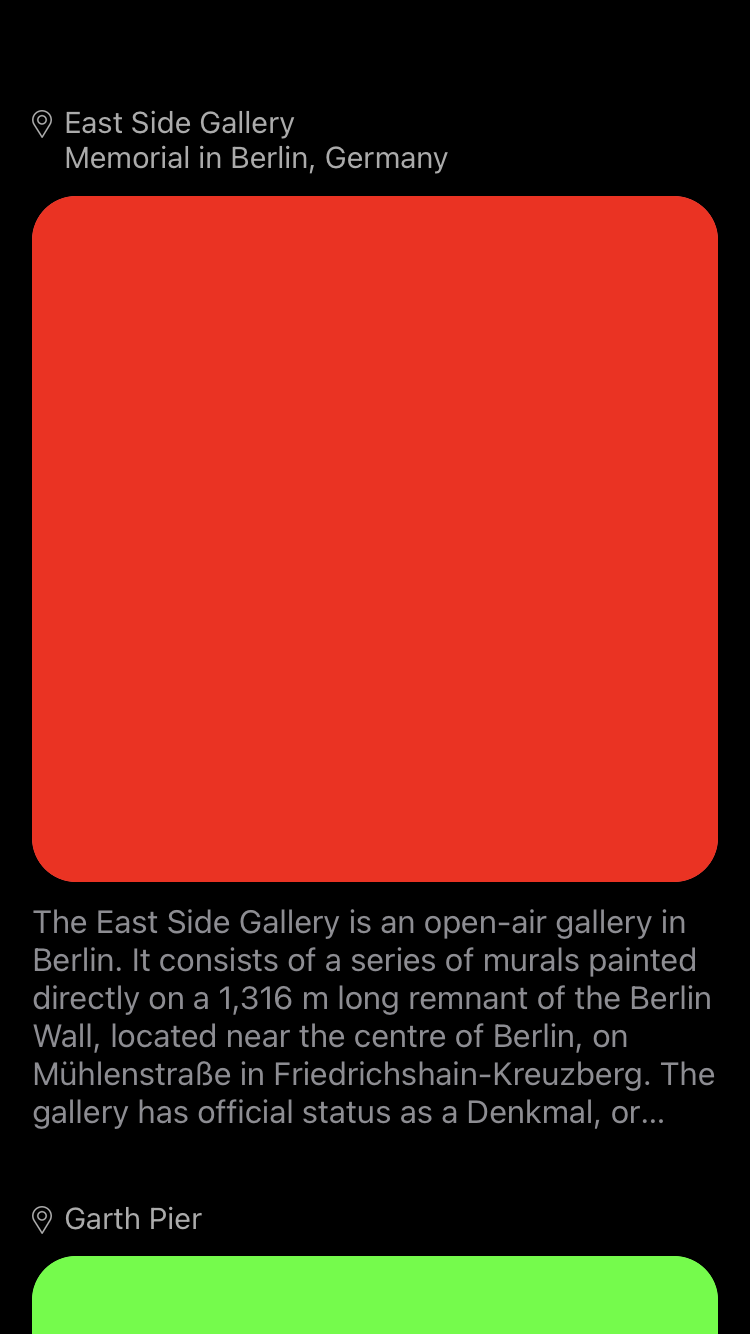 East Side Gallery
Memorial in Berlin, Germany
The East Side Gallery is an open-air gallery in
Berlin. It consists of a series of murals painted
directly on a 1,316 m long remnant of the Berlin
Wall, located near the centre of Berlin, on
Mühlenstraße in Friedrichshain-Kreuzberg. The
gallery has official status as a Denkmal, or...
Garth Pier